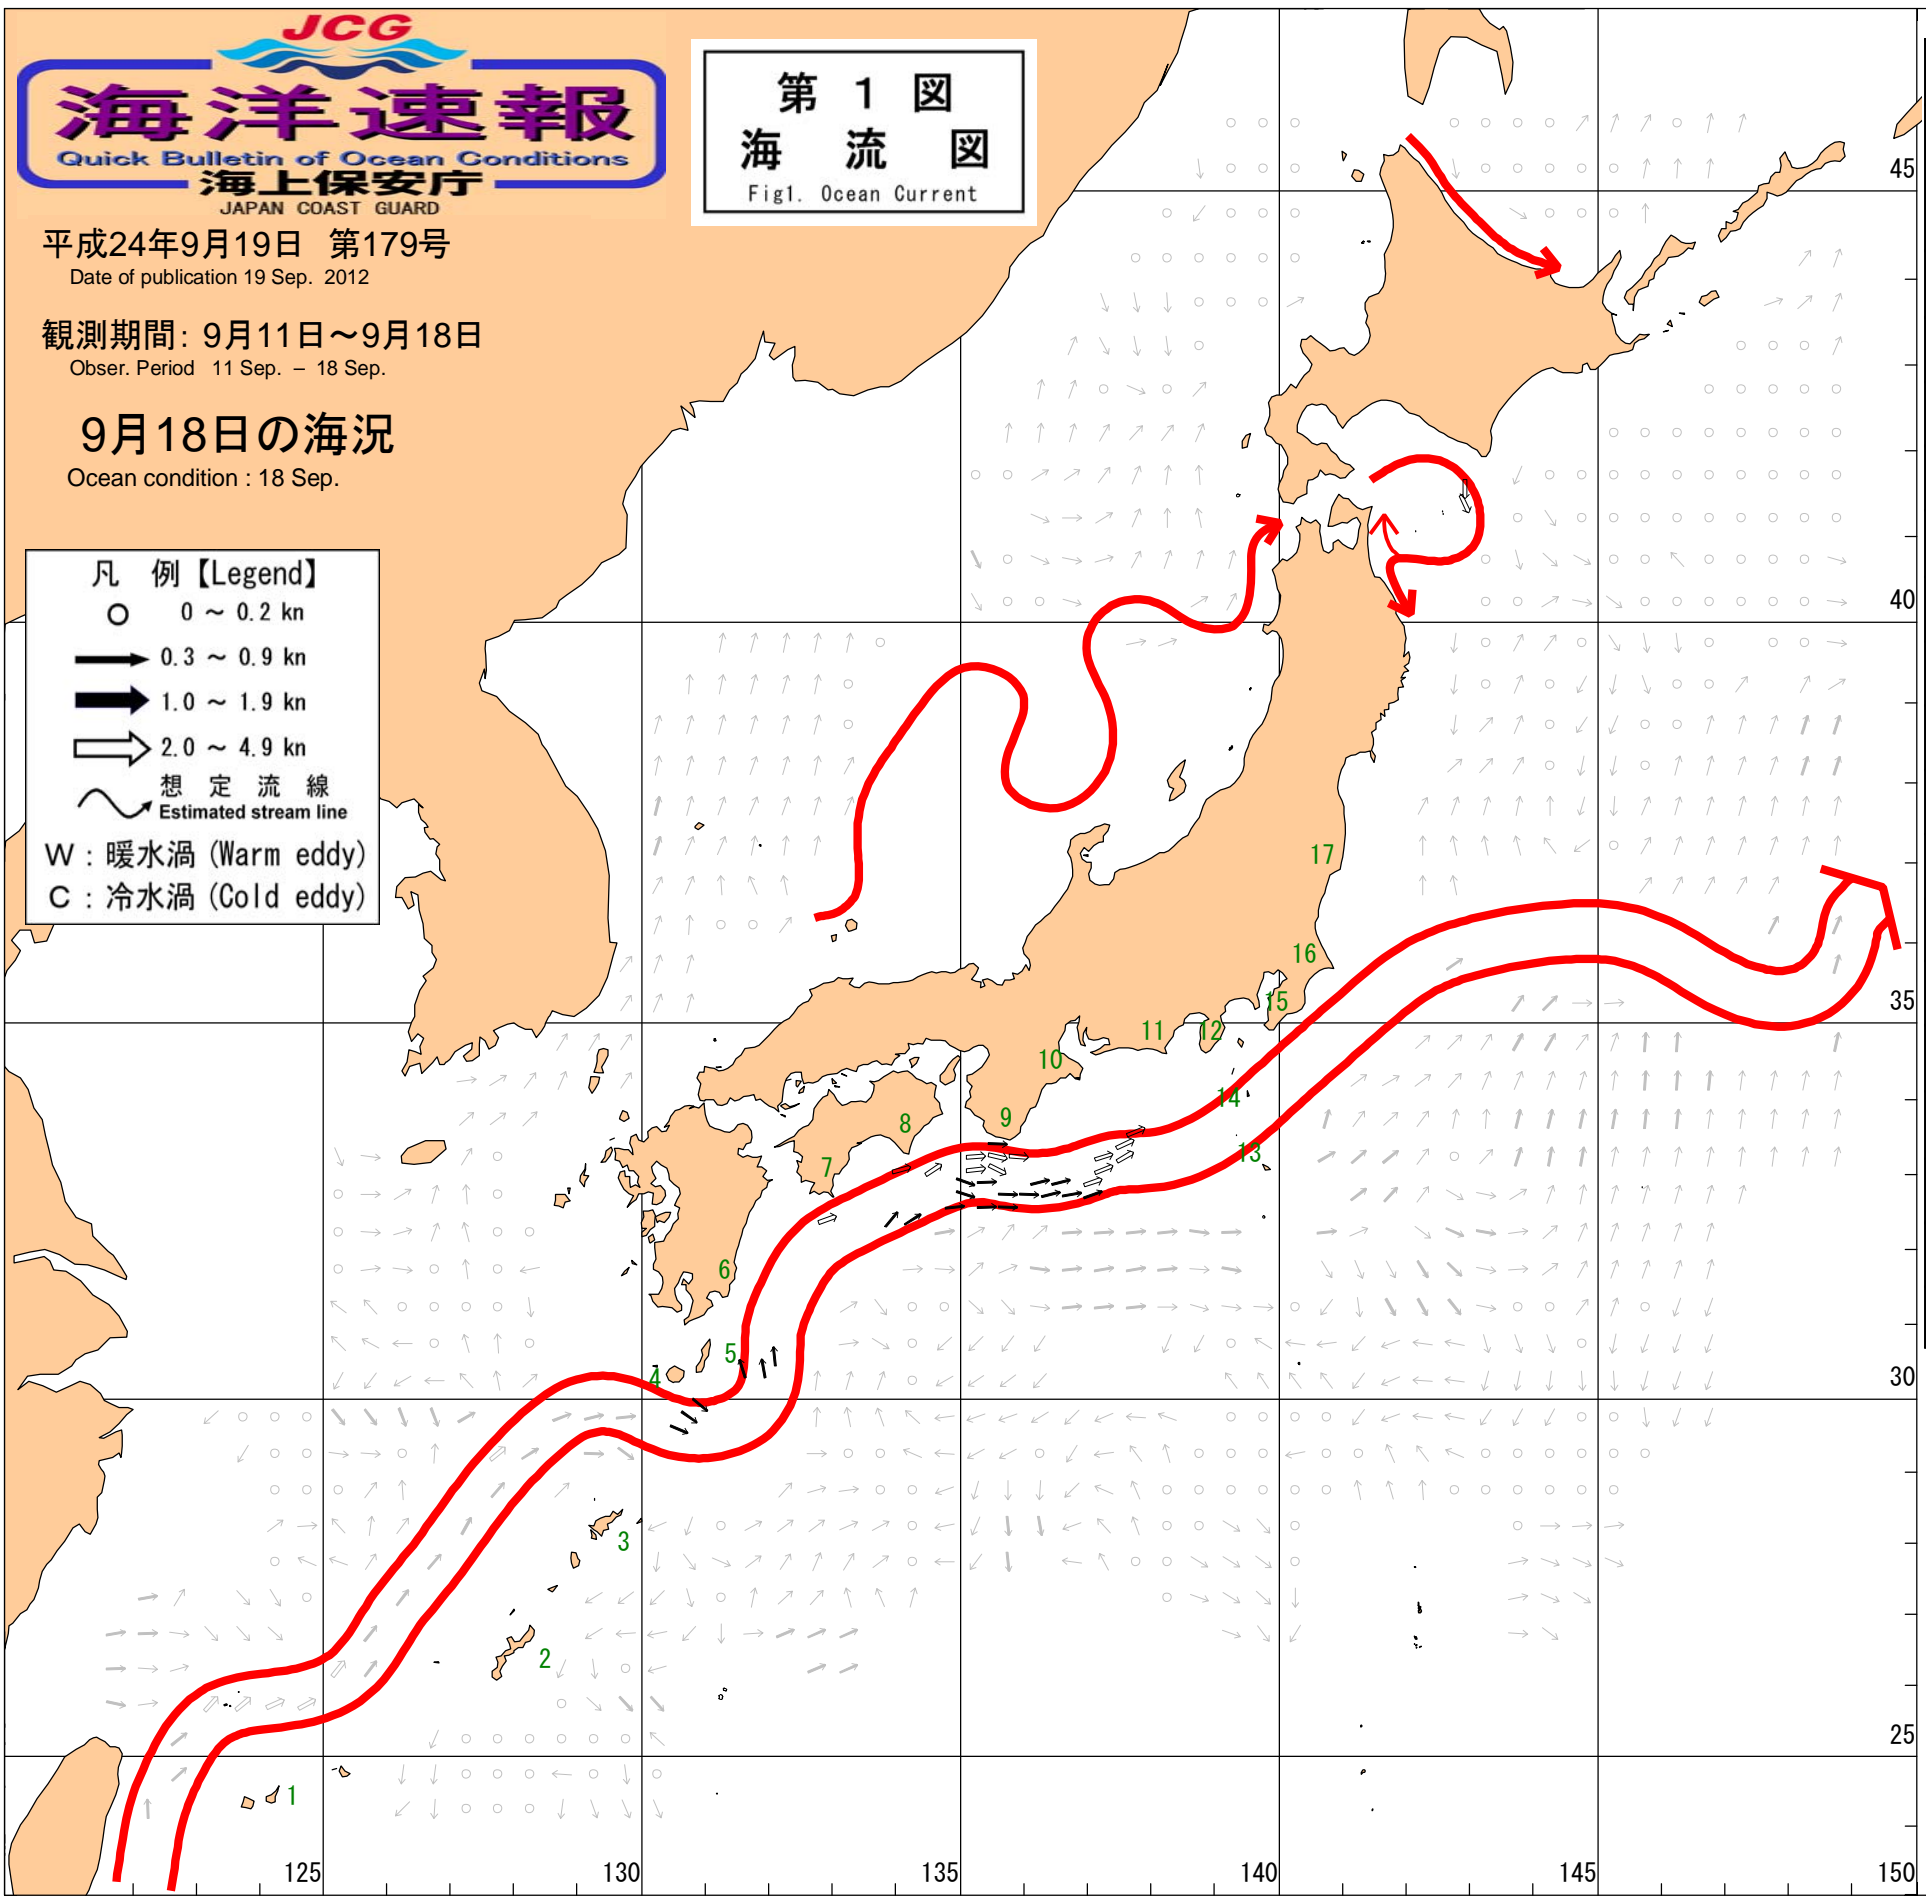 JCG
海洋速報
Quick Bulletin of Ocean Conditions
海上保安庁
JAPAN COAST GUARD
平成24年9月19日 第179号
Date of publication 19 Sep. 2012
観測期間: 9月11日～9月18日
Obser. Period 11 Sep. – 18 Sep.
9月18日の海況
Ocean condition : 18 Sep.
第 1 図
海 流 図
Fig1. Ocean Current
凡 例【Legend】
0 ～ 0.2 kn
0.3 ～ 0.9 kn
1.0 ～ 1.9 kn
2.0 ～ 4.9 kn
想 定 流 線
Estimated stream line
W : 暖水渦 (Warm eddy)
C : 冷水渦 (Cold eddy)
45
40
17
16
35
15
14
13
12
11
10
9
8
7
6
5
4
30
3
2
25
1
125
130
135
140
145
150